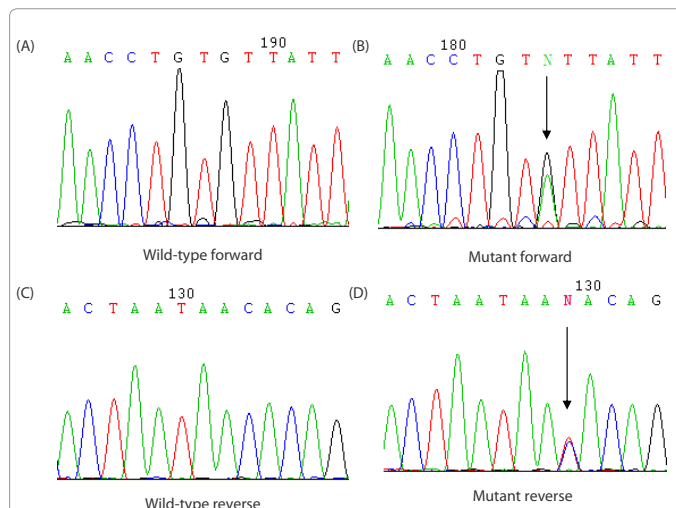 (A)
190
A A C C T G T G T T A T T
Wild-type forward
(B)
180
A A C C T G T N T T A T T
Mutant forward
(C)
130
A C T A A T A A C A C A G
Wild-type reverse
(D)
130
A C T A A T A A N A C A G
Mutant reverse